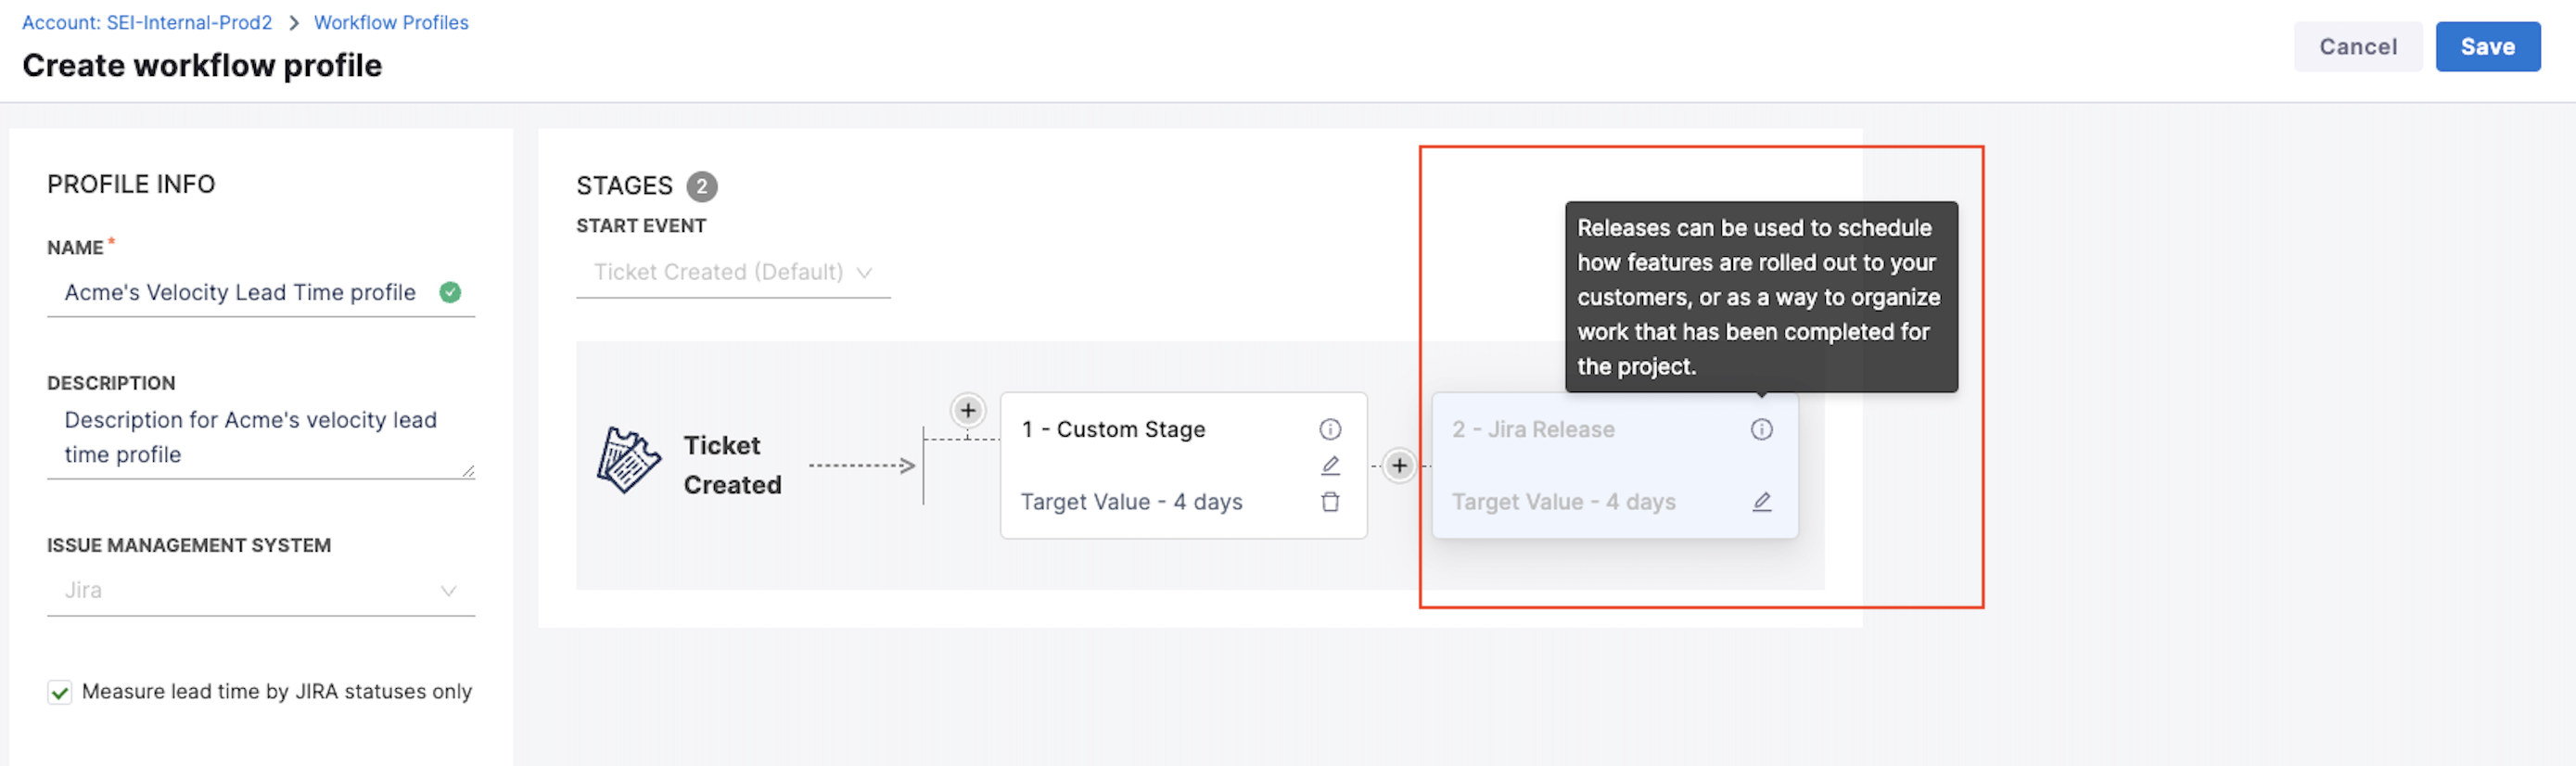 Account: SEI-Internal-Prod2 > Workflow Profiles
Create workflow profile
Cancel
Save
PROFILE INFO
NAME*
Acme's Velocity Lead Time profile
DESCRIPTION
Description for Acme's velocity lead
time profile
ISSUE MANAGEMENT SYSTEM
Jira
Measure lead time by JIRA statuses only
STAGES 2
START EVENT
Ticket Created (Default)
Ticket
Created
1 - Custom Stage
Target Value - 4 days
Releases can be used to schedule
how features are rolled out to your
customers, or as a way to organize
work that has been completed for
the project.
2 - Jira Release
Target Value - 4 days